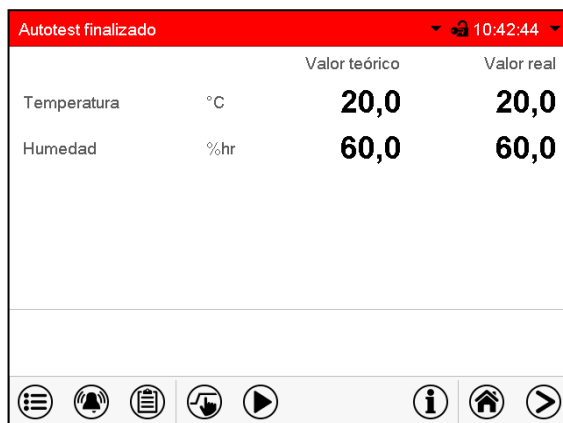 Autotest finalizado 10:42:44
Valor teórico Valor real
Temperatura °C 20,0 20,0
Humedad %hr 60,0 60,0